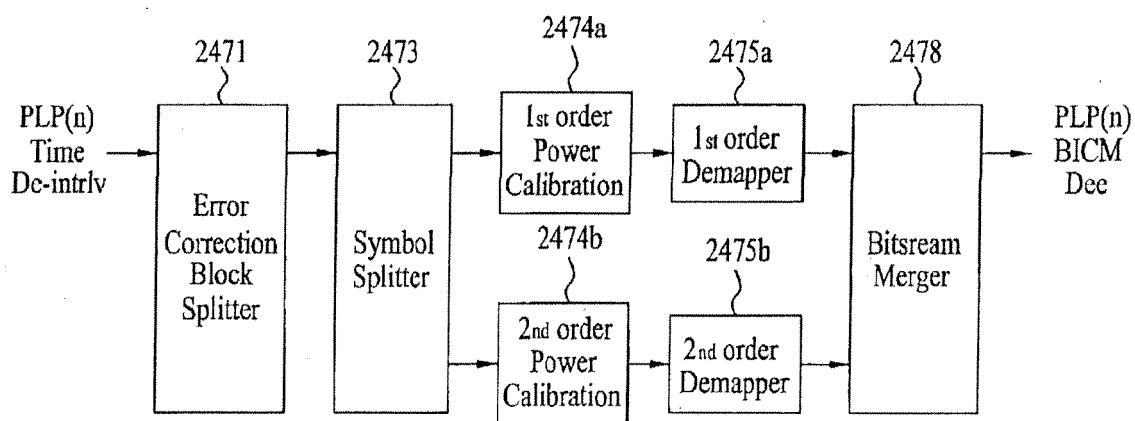 2471
2473
2474a
2475a
2478
PLP(n)
Time
Dc-intrlv
Error
Correction
Block
Splitter
Symbol
Splitter
1st order
Power
Calibration
1st order
Demapper
2474b
2475b
2nd order
Power
Calibration
2nd order
Demapper
Bitsream
Merger
PLP(n)
BICM
Dec